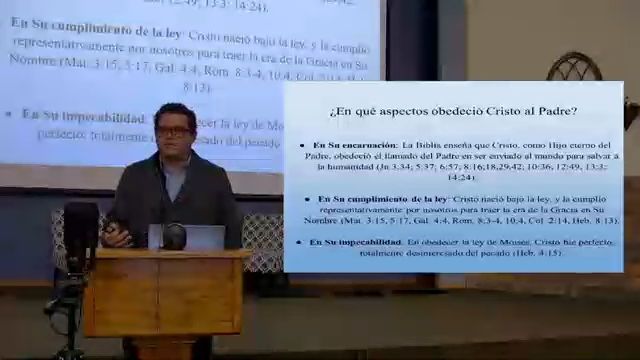 12:49, 13:3; 14:24).
En Su cumplimiento de la ley: Cristo nació bajo la ley, y la cumplió
representativamente por nosotros para traer la era de la Gracia en Su
Nombre (Mat. 3:15, 5:17, Gal. 4:4, Rom. 8:3-4, 10:4,
8:13).
• En Su impecabilidad.
¿En qué aspectos obedeció Cristo al Padre?
• En Su encarnación: La Biblia enseña que Cristo, como Hijo eterno del
Padre, obedeció el llamado del Padre en ser enviado al mundo para salvar a
la humanidad (Jn 3:34; 5:37; 6:57; 8:16,18,29,42; 10:36, 12:49, 13:3;
14:24).
• En Su cumplimiento de la ley: Cristo nació bajo la ley, y la cumplió
representativamente por nosotros para traer la era de la Gracia en Su
Nombre (Mat. 3:15, 5:17, Gal. 4:4, Rom. 8:3-4, 10:4, Col. 2:14, Heb. 8:13).
• En Su impecabilidad. En obedecer la ley de Moisés, Cristo fue perfecto,
totalmente desinteresado del pecado (Heb. 4:15).